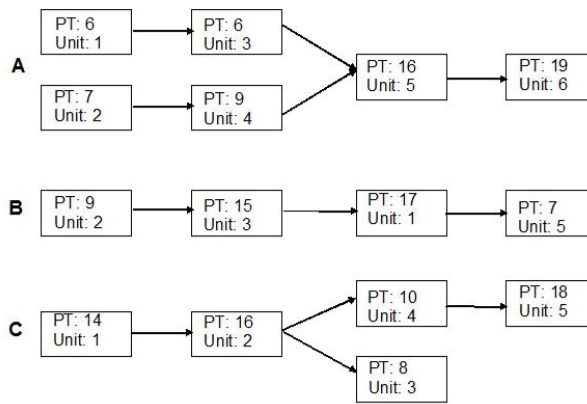 PT: 6
Unit: 1
PT: 6
Unit: 3
A
PT: 16
Unit: 5
PT: 19
Unit: 6
PT: 7
Unit: 2
PT: 9
Unit: 4
B
PT: 9
Unit: 2
PT: 15
Unit: 3
PT: 17
Unit: 1
PT: 7
Unit: 5
C
PT: 14
Unit: 1
PT: 16
Unit: 2
PT: 10
Unit: 4
PT: 18
Unit: 5
PT: 8
Unit: 3